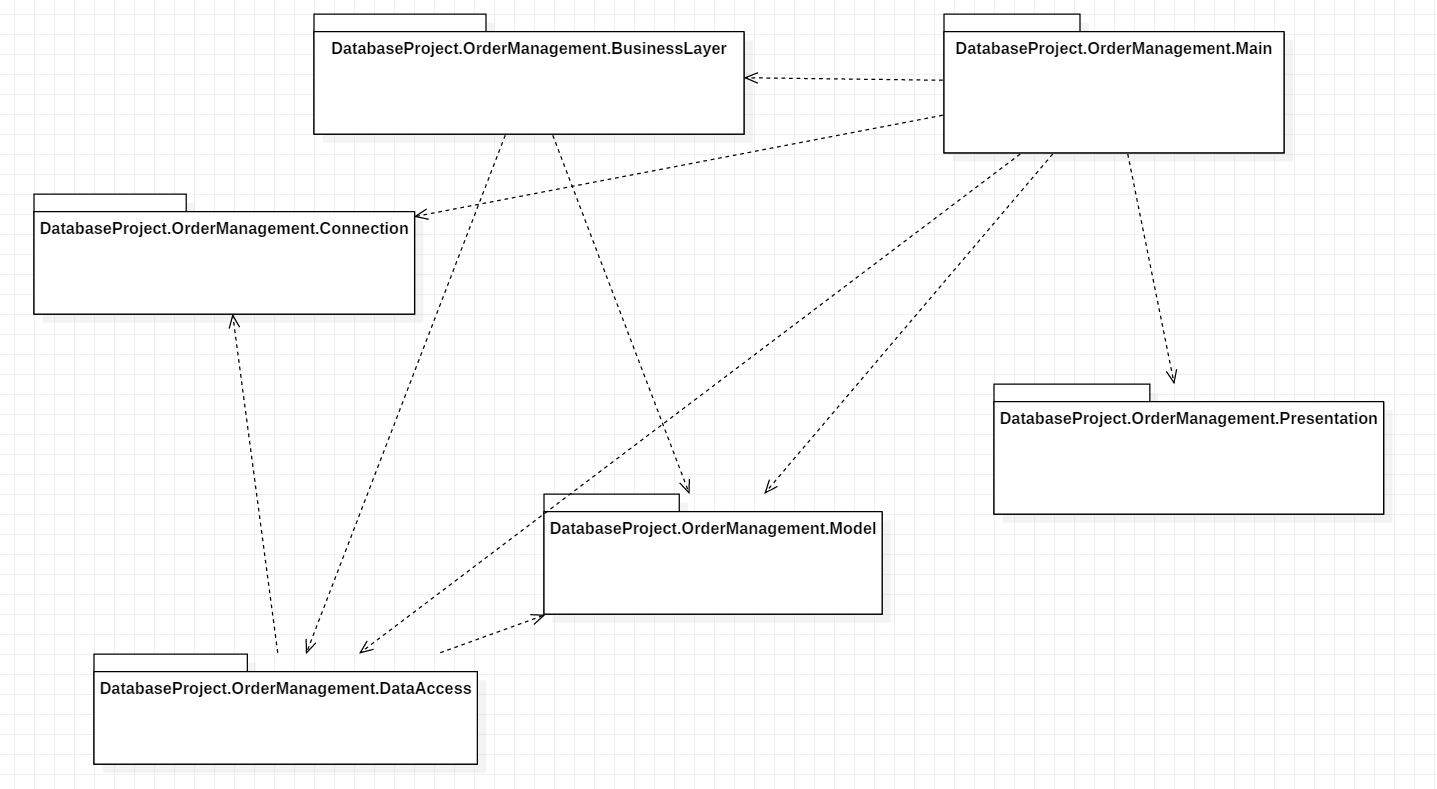 DatabaseProject.OrderManagement.BusinessLayer
DatabaseProject.OrderManagement.Main
DatabaseProject.OrderManagement.Connection
DatabaseProject.OrderManagement.Presentation
DatabaseProject.OrderManagement.Model
DatabaseProject.OrderManagement.DataAccess